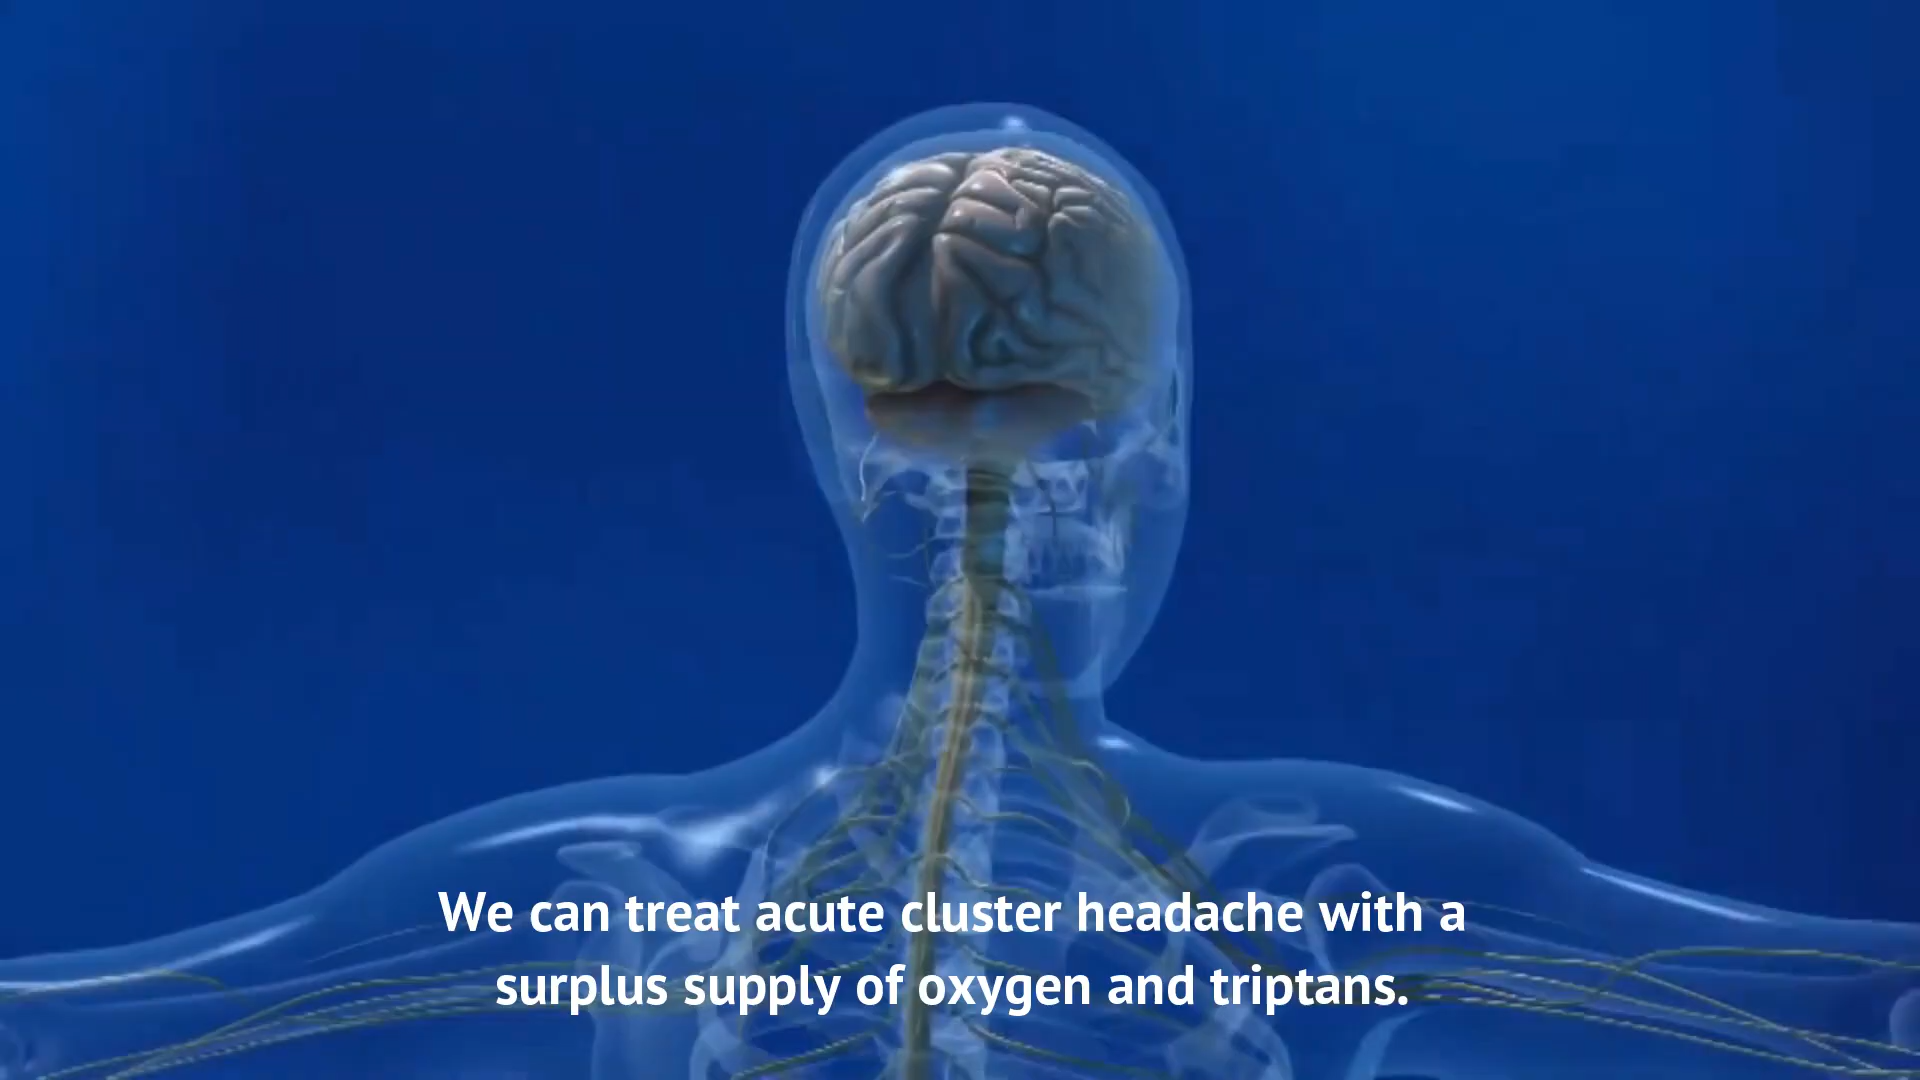 We can treat acute cluster headache with a
surplus supply of oxygen and triptans.